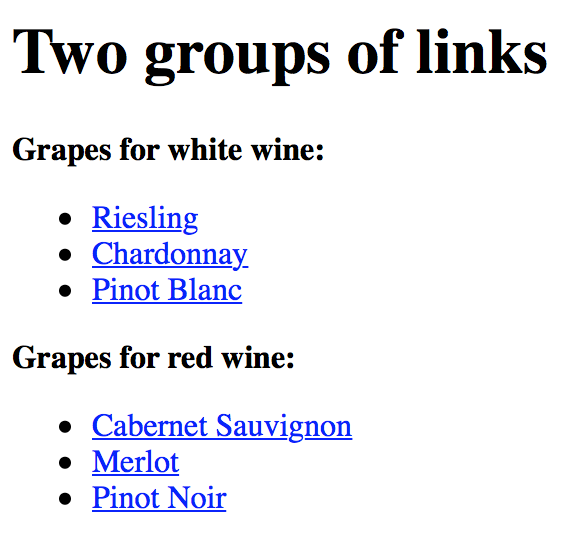 Two groups of links
Grapes for white wine:
Riesling
Chardonnay
Pinot Blanc
Grapes for red wine:
Cabernet Sauvignon
Merlot
Pinot Noir